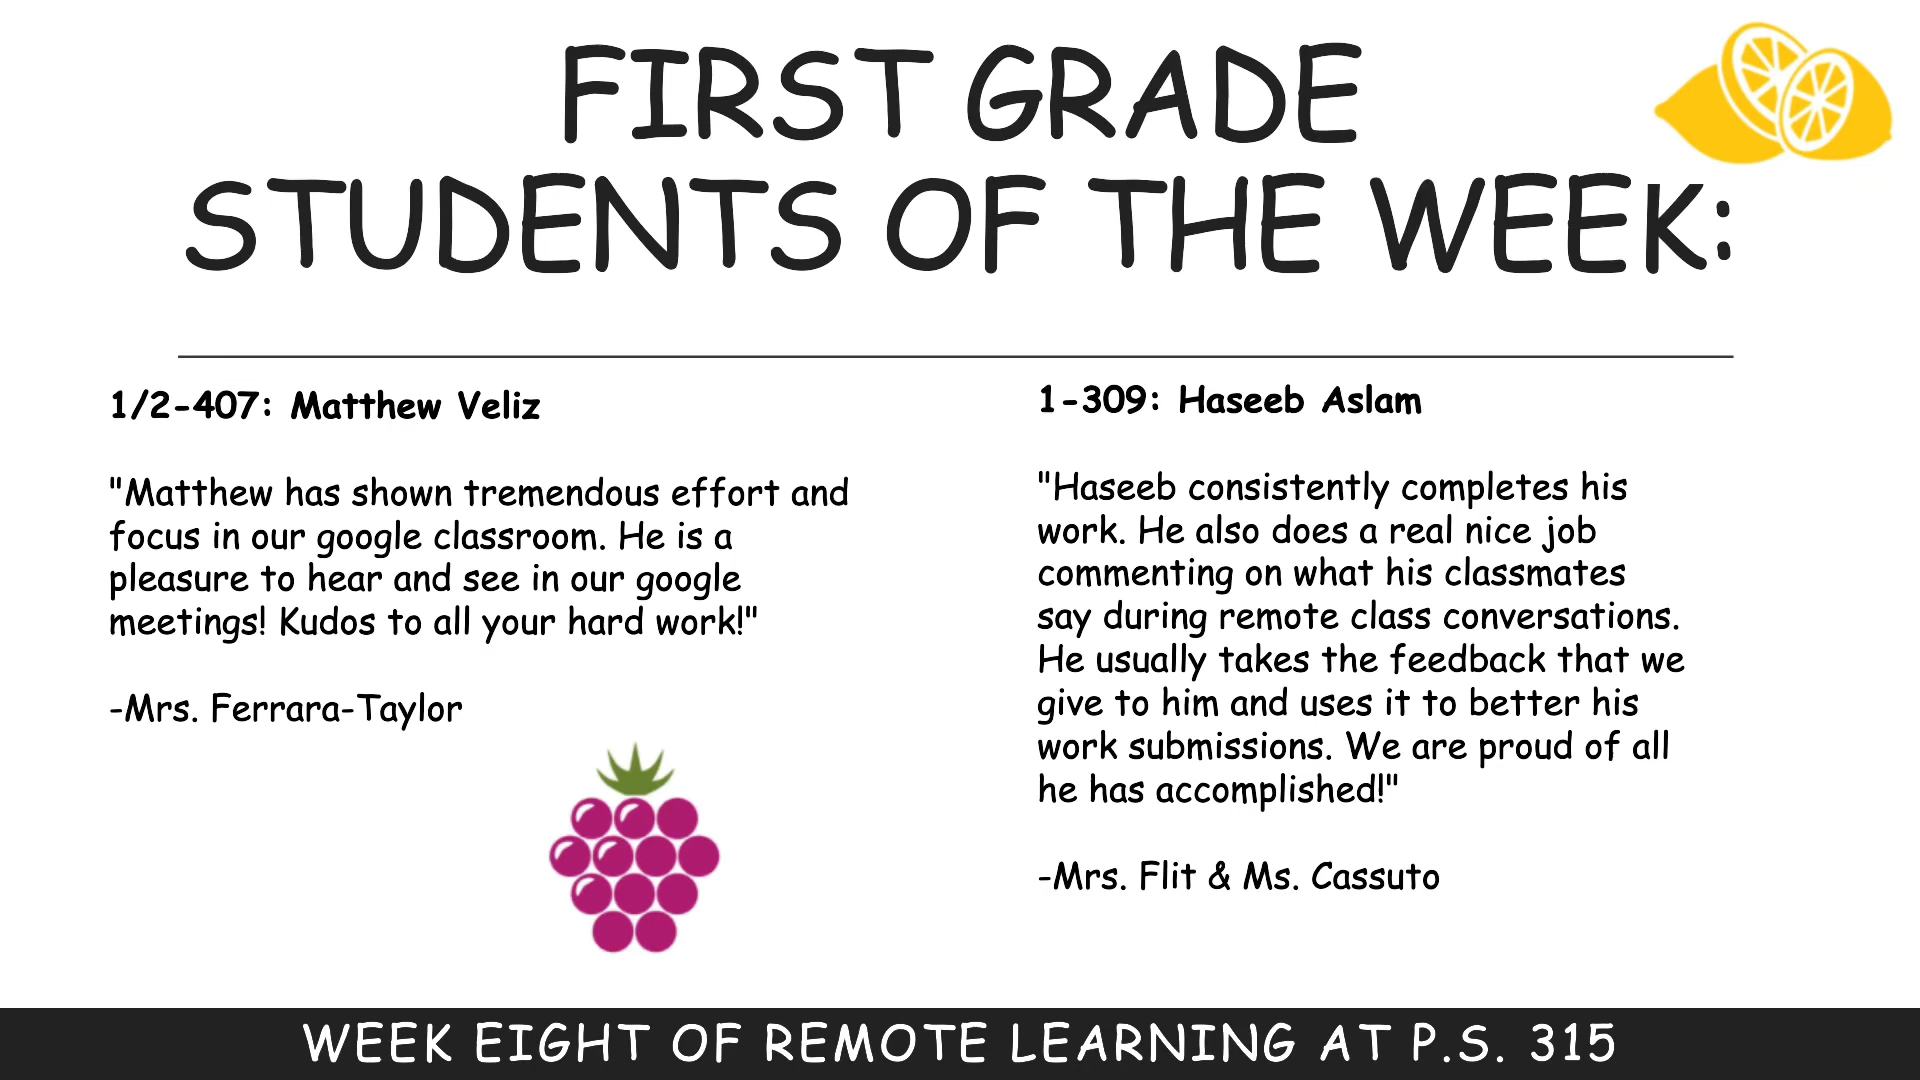 FIRST GRADE
STUDENTS OF THE WEEK:
1/2-407: Matthew Veliz
"Matthew has shown tremendous effort and
focus in our google classroom. He is a
pleasure to hear and see in our google
meetings! Kudos to all your hard work!"
-Mrs. Ferrara-Taylor
1-309: Haseeb Aslam
"Haseeb consistently completes his
work. He also does a real nice job
commenting on what his classmates
say during remote class conversations.
He usually takes the feedback that we
give to him and uses it to better his
work submissions. We are proud of all
he has accomplished!"
-Mrs. Flit & Ms. Cassuto
WEEK EIGHT OF REMOTE LEARNING AT P.S. 315